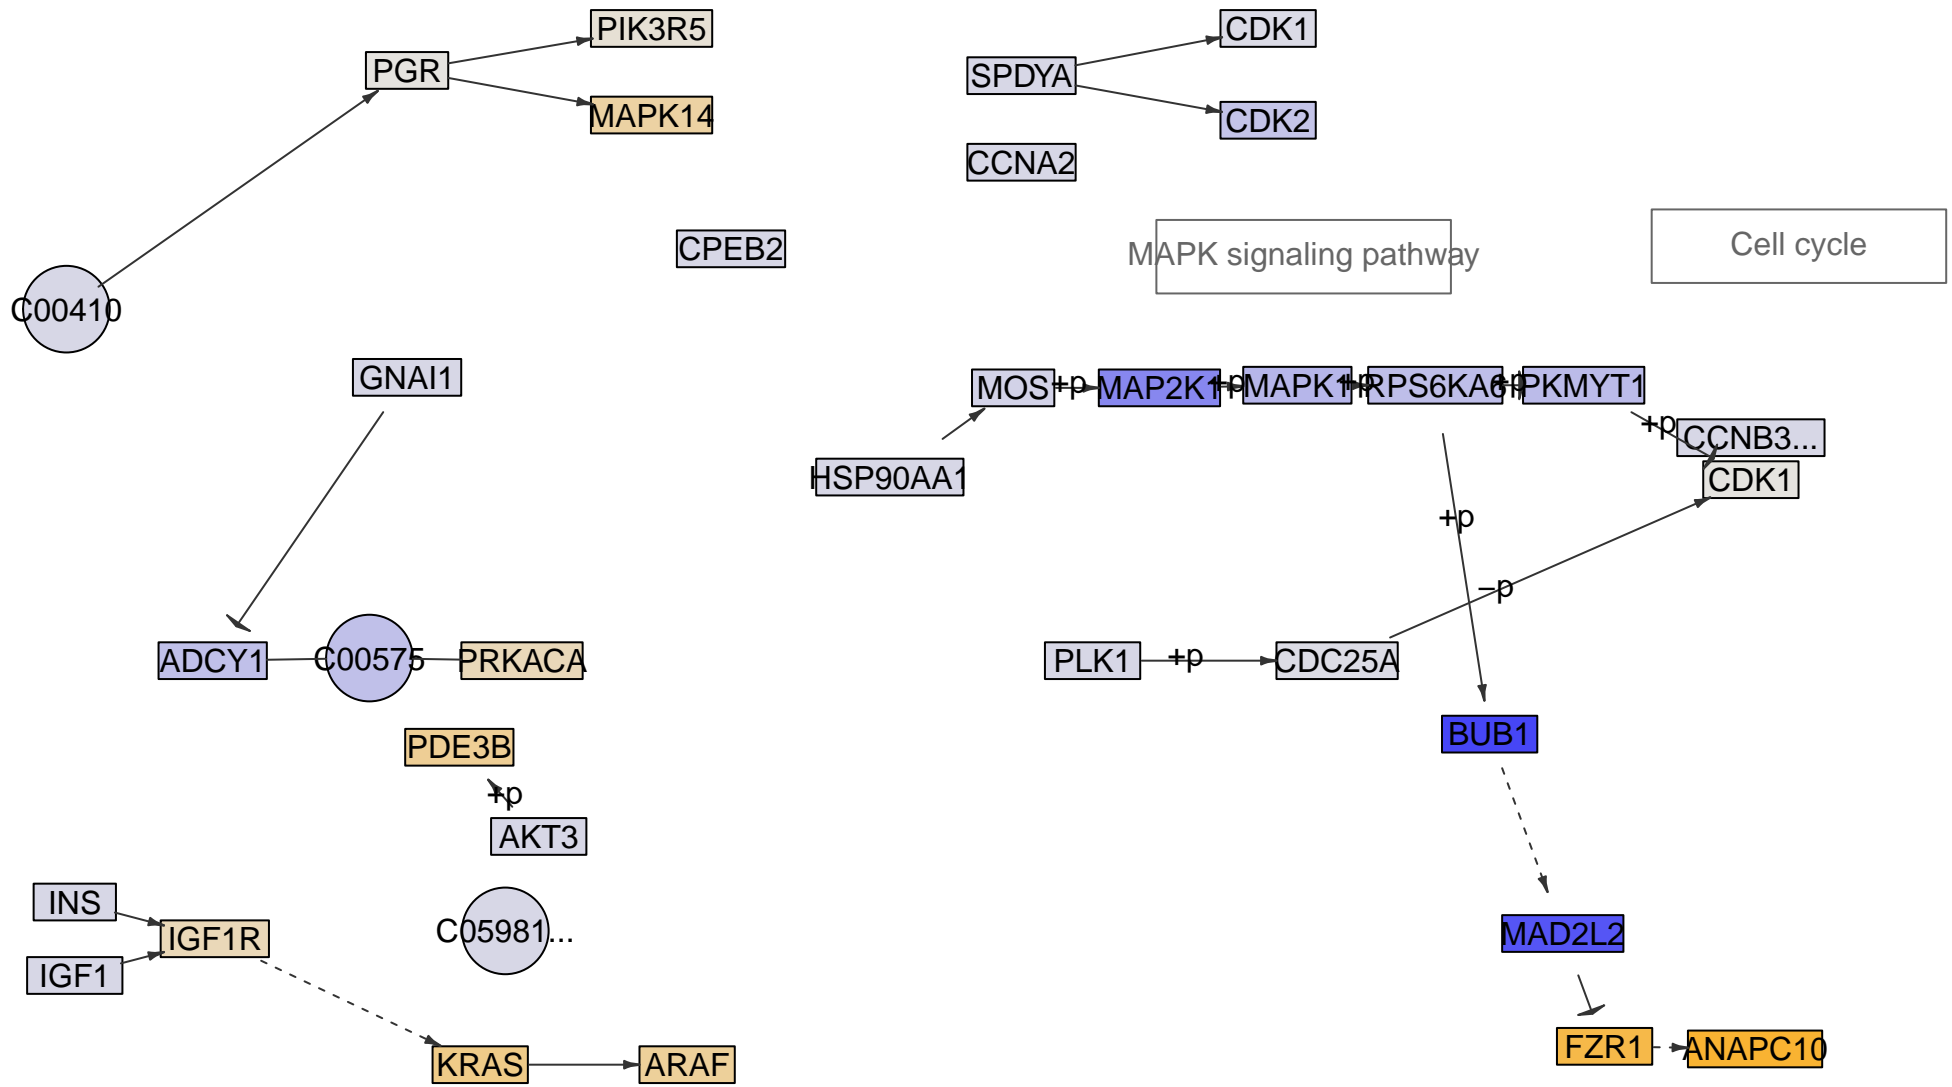 PIK3R5
CDK1
PGR
SPDYA
MAPK14
CDK2
CCNA2
CPEB2
MAPK signaling pathway
Cell cycle
C00410
GNAI1
MOS
+p
MAP2K1
+p
MAPK1
+p
RPS6KA6
+p
PKMYT1
+p
CCNB3...
HSP90AA1
CDK1
+p
−p
ADCY1
C00575
PRKACA
PLK1
+p
CDC25A
BUB1
PDE3B
+p
AKT3
INS
C05981...
IGF1R
MAD2L2
IGF1
FZR1
ANAPC10
KRAS
ARAF